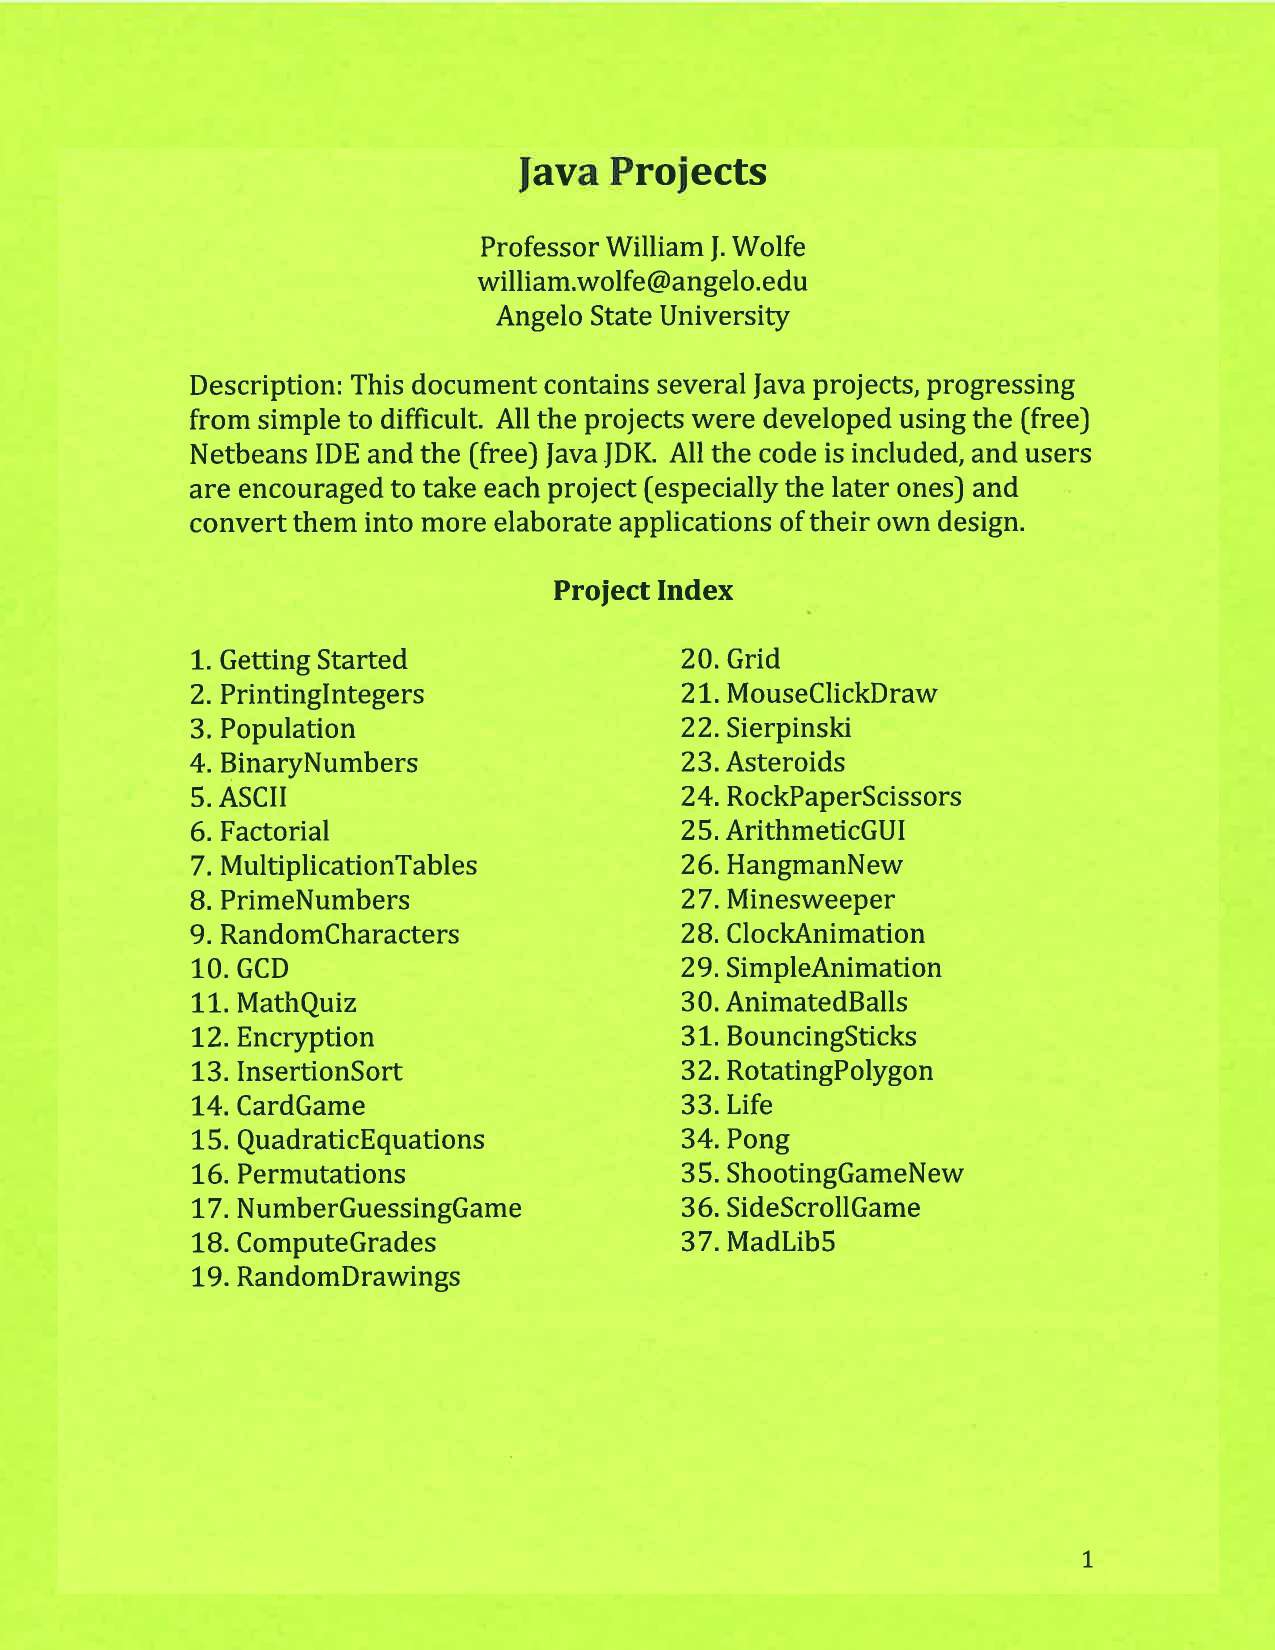 Java Projects
Professor William J. Wolfe
william.wolfe@angelo.edu
Angelo State University
Description: This document contains several Java projects, progressing
from simple to difficult.  All the projects were developed using the (free)
Netbeans IDE and the (free) Java JDK.  All the code is included, and users
are encouraged to take each project (especially the later ones) and
convert them into more elaborate applications of their own design.
Project Index
1. Getting Started
2. PrintingIntegers
3. Population
4. BinaryNumbers
5. ASCII
6. Factorial
7. MultiplicationTables
8. PrimeNumbers
9. RandomCharacters
10. GCD
11. MathQuiz
12. Encryption
13. InsertionSort
14. CardGame
15. QuadraticEquations
16. Permutations
17. NumberGuessingGame
18. ComputeGrades
19. RandomDrawings
20. Grid
21. MouseClickDraw
22. Sierpinski
23. Asteroids
24. RockPaperScissors
25. ArithmeticGUI
26. HangmanNew
27. Minesweeper
28. ClockAnimation
29. SimpleAnimation
30. AnimatedBalls
31. BouncingSticks
32. RotatingPolygon
33. Life
34. Pong
35. ShootingGameNew
36. SideScrollGame
37. MadLib5
1